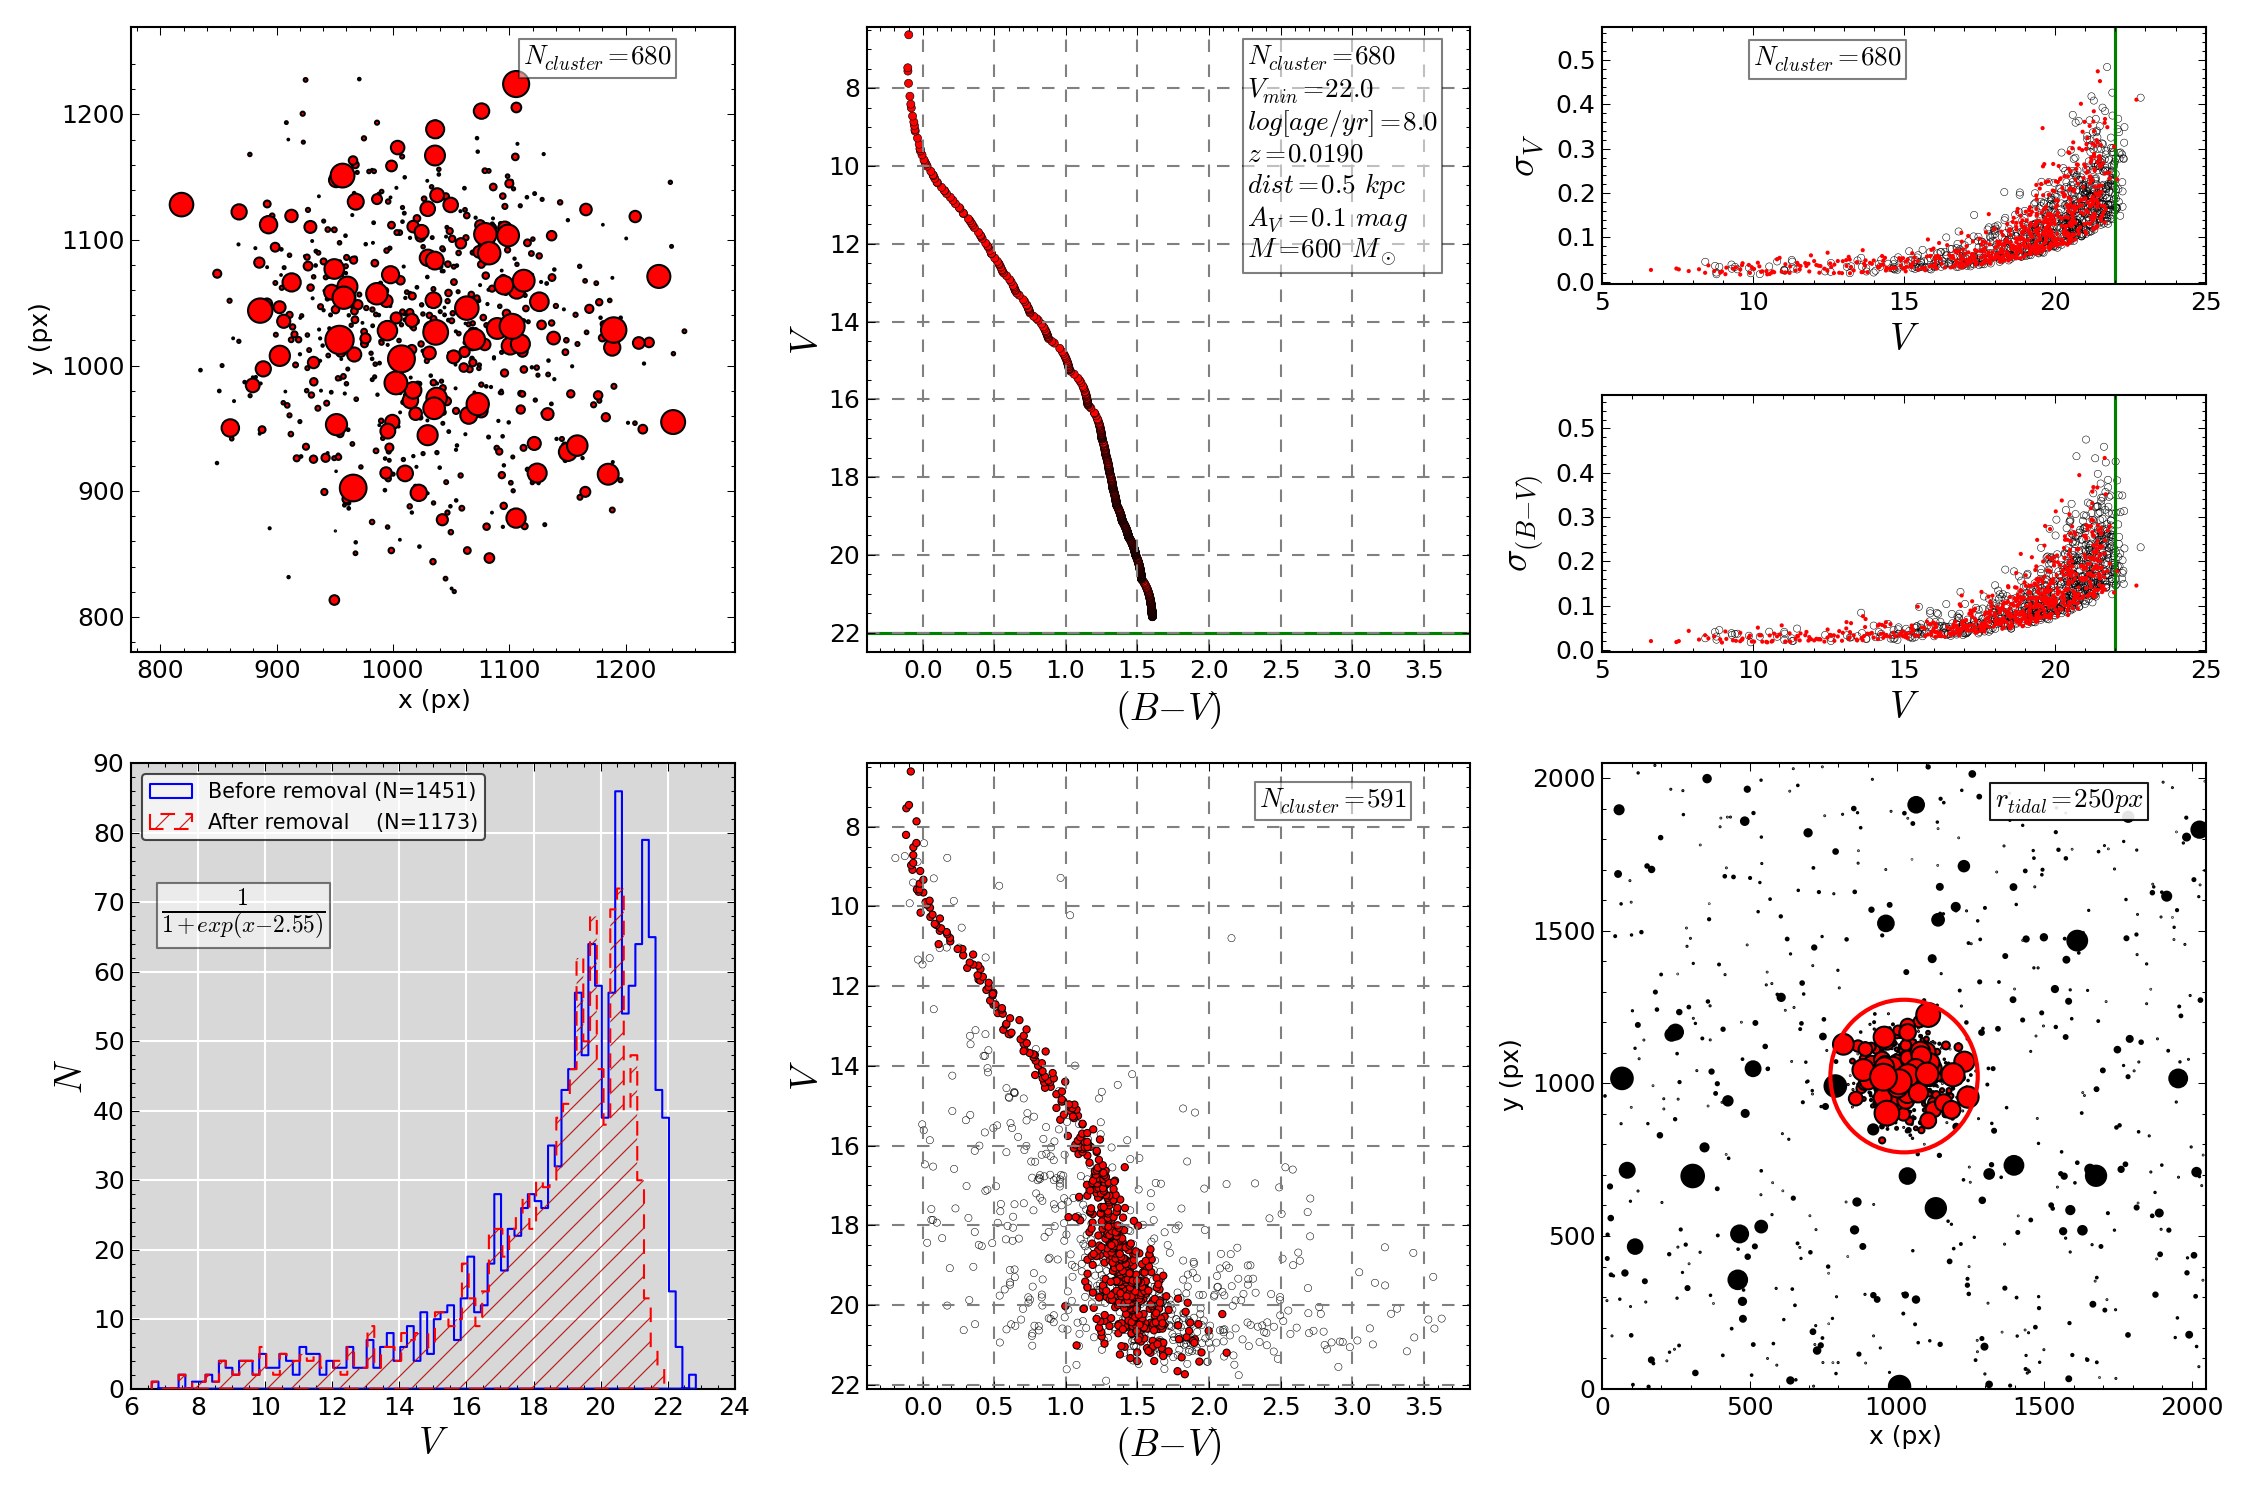 N_cluster=680
1200
1100
1000
900
800
y (px)
800 900 1000 1100 1200
x (px)
N_cluster=680
V_min=22.0
log[age/yr]=8.0
z=0.0190
dist=0.5 kpc
A_V=0.1 mag
M=600 M_⊙
8
10
12
14
16
18
20
22
V
0.0 0.5 1.0 1.5 2.0 2.5 3.0 3.5
(B−V)
N_cluster=680
0.5
0.4
0.3
0.2
0.1
0.0
σ_V
5 10 15 20 25
V
0.5
0.4
0.3
0.2
0.1
0.0
σ_(B−V)
5 10 15 20 25
V
Before removal (N=1451)
After removal (N=1173)
1
1+exp(x−2.55)
90
80
70
60
50
40
30
20
10
0
N
6 8 10 12 14 16 18 20 22 24
V
N_cluster=591
8
10
12
14
16
18
20
22
V
0.0 0.5 1.0 1.5 2.0 2.5 3.0 3.5
(B−V)
r_tidal=250px
2000
1500
1000
500
0
y (px)
0 500 1000 1500 2000
x (px)